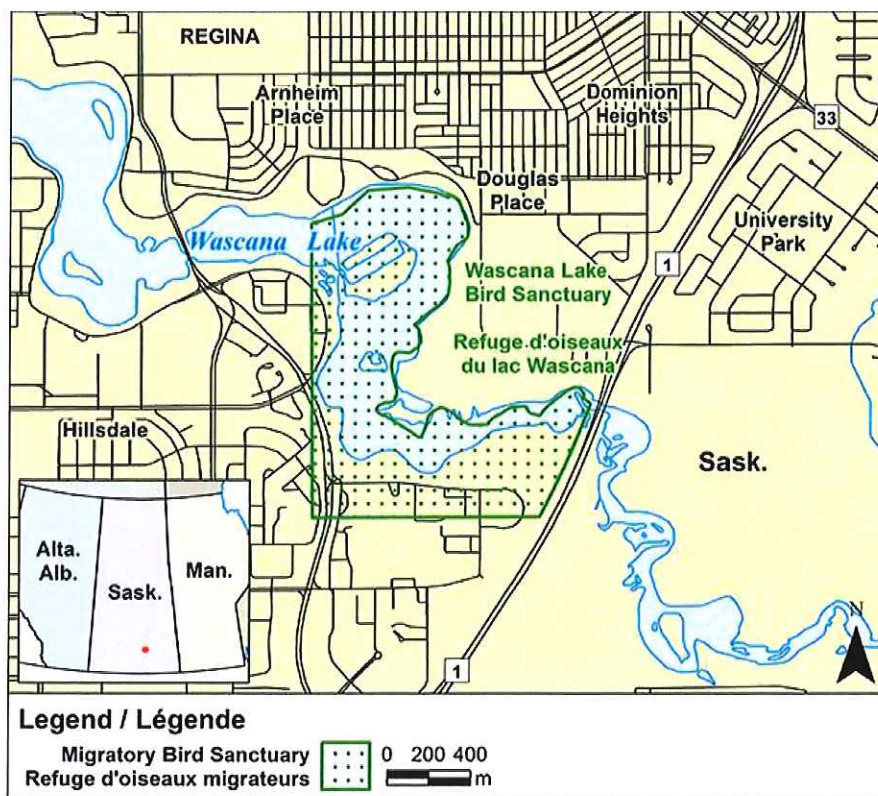 REGINA
Arnheim
Place
Dominion
Heights
33
Douglas
Place
University
Park
Wascana Lake
1
Wascana Lake
Bird Sanctuary
Refuge d'oiseaux
du lac Wascana
Hillsdale
Sask.
Alta.
Alb.
Sask.
Man.
N
1
Legend / Légende
Migratory Bird Sanctuary
Refuge d'oiseaux migrateurs
0 200 400
m